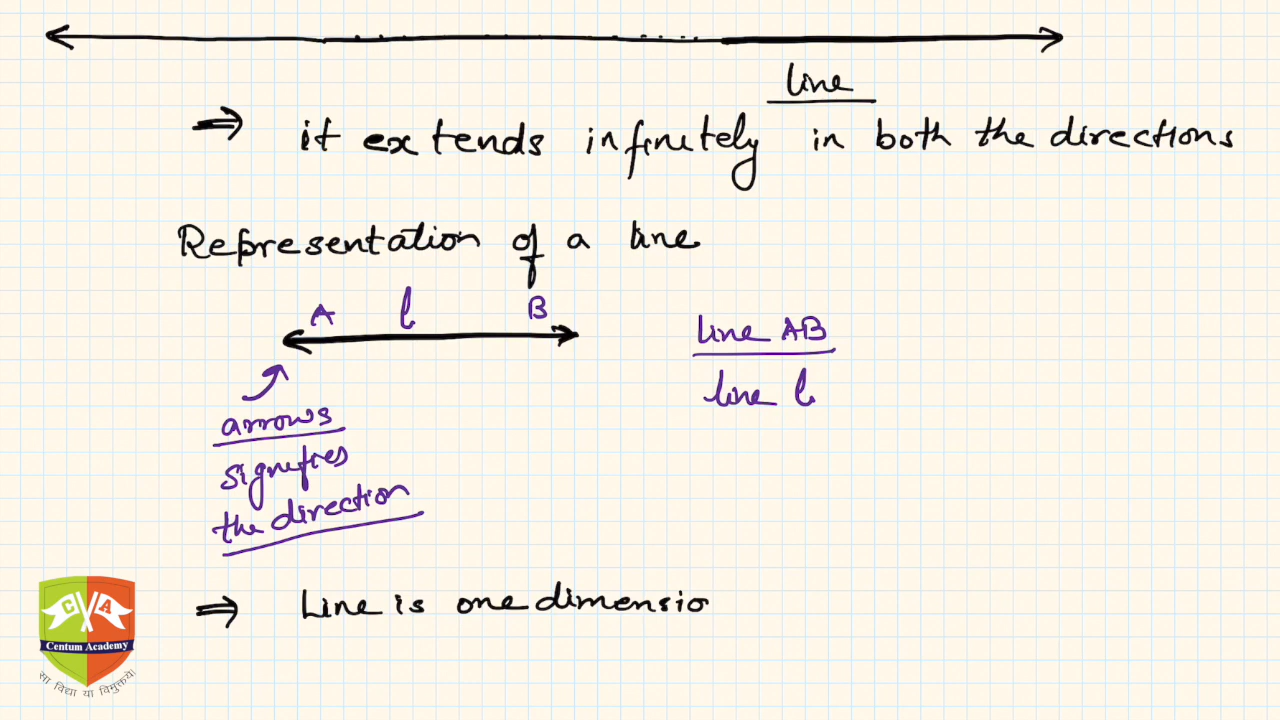 line
⇒ it extends infinitely in both the directions
Representation of a line
A l B
line AB
line l
arrows
signifies
the direction
⇒ Line is one dimensio
C A
Centum Academy
सा विद्या या विमुक्तये।